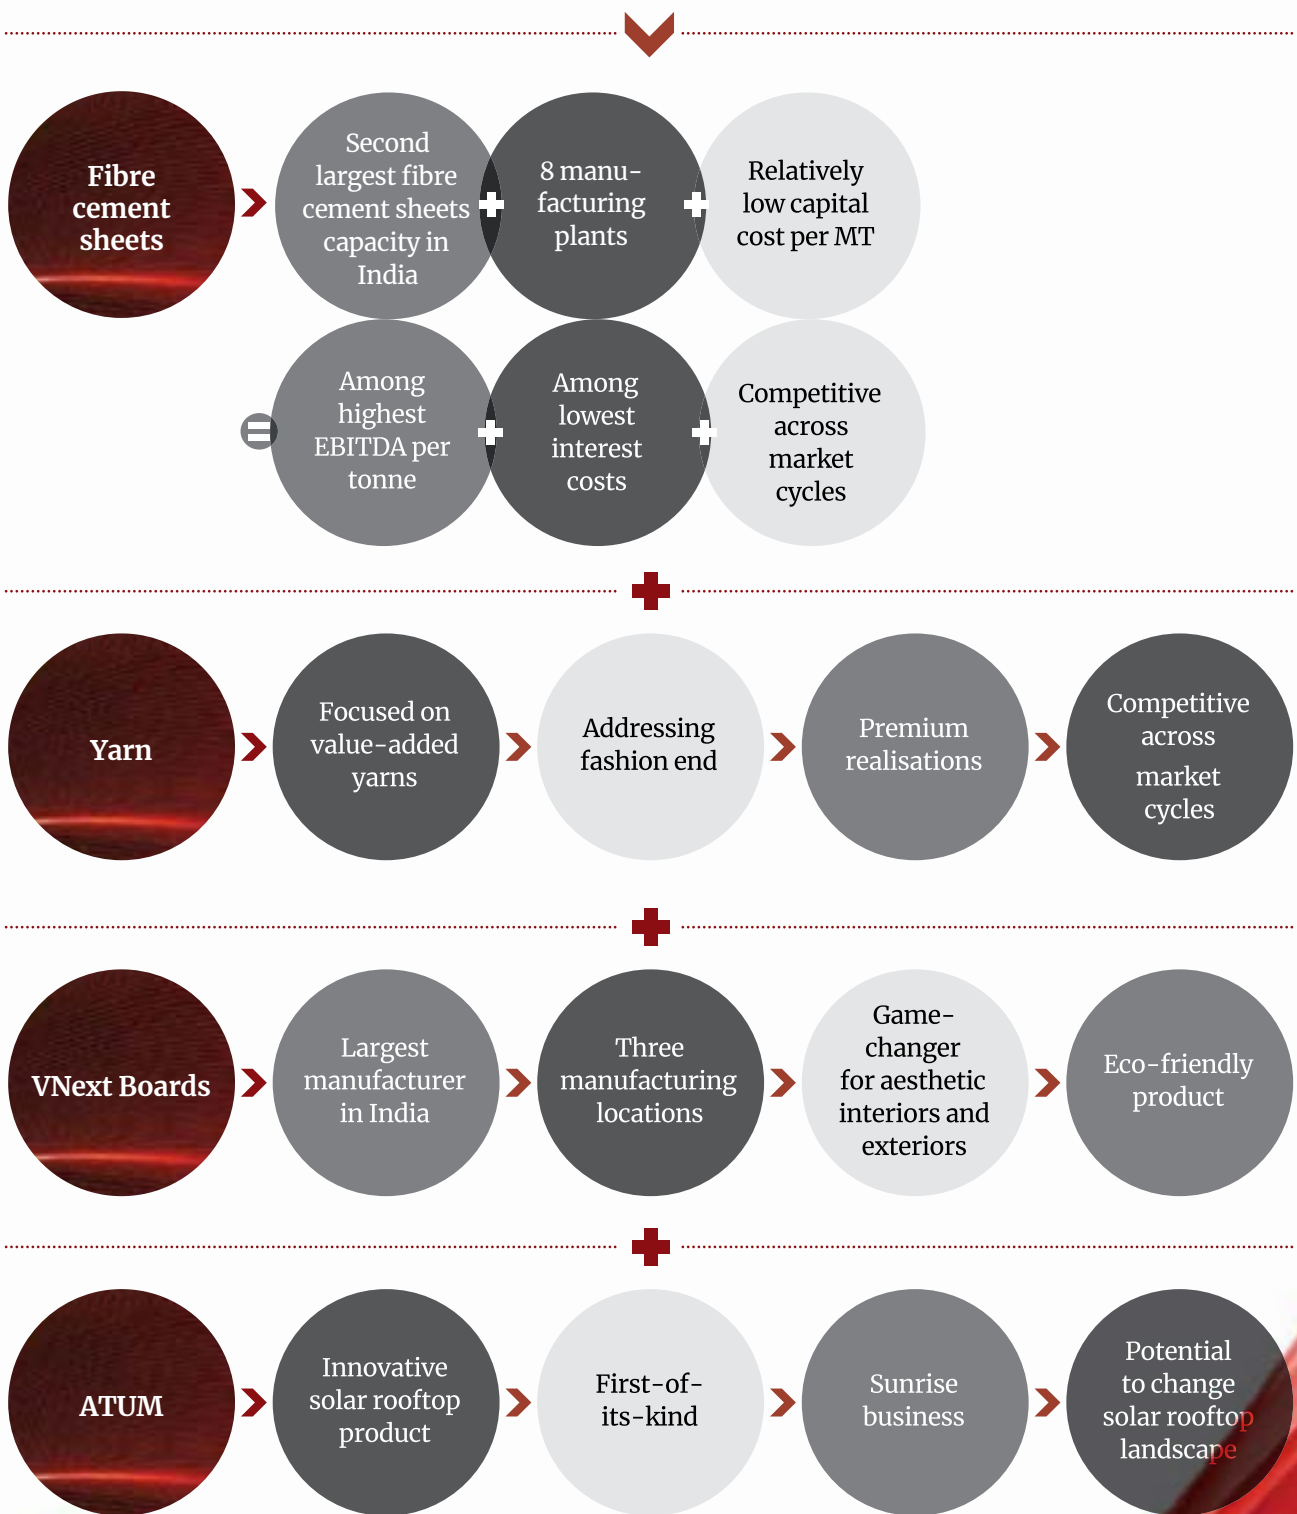 Fibre
cement
sheets
Second
largest fibre
cement sheets
capacity in
India
8 manu-
facturing
plants
Relatively
low capital
cost per MT
Among
highest
EBITDA per
tonne
Among
lowest
interest
costs
Competitive
across
market
cycles
Yarn
Focused on
value-added
yarns
Addressing
fashion end
Premium
realisations
Competitive
across
market
cycles
VNext Boards
Largest
manufacturer
in India
Three
manufacturing
locations
Game-
changer
for aesthetic
interiors and
exteriors
Eco-friendly
product
ATUM
Innovative
solar rooftop
product
First-of-
its-kind
Sunrise
business
Potential
to change
solar rooftop
landscape